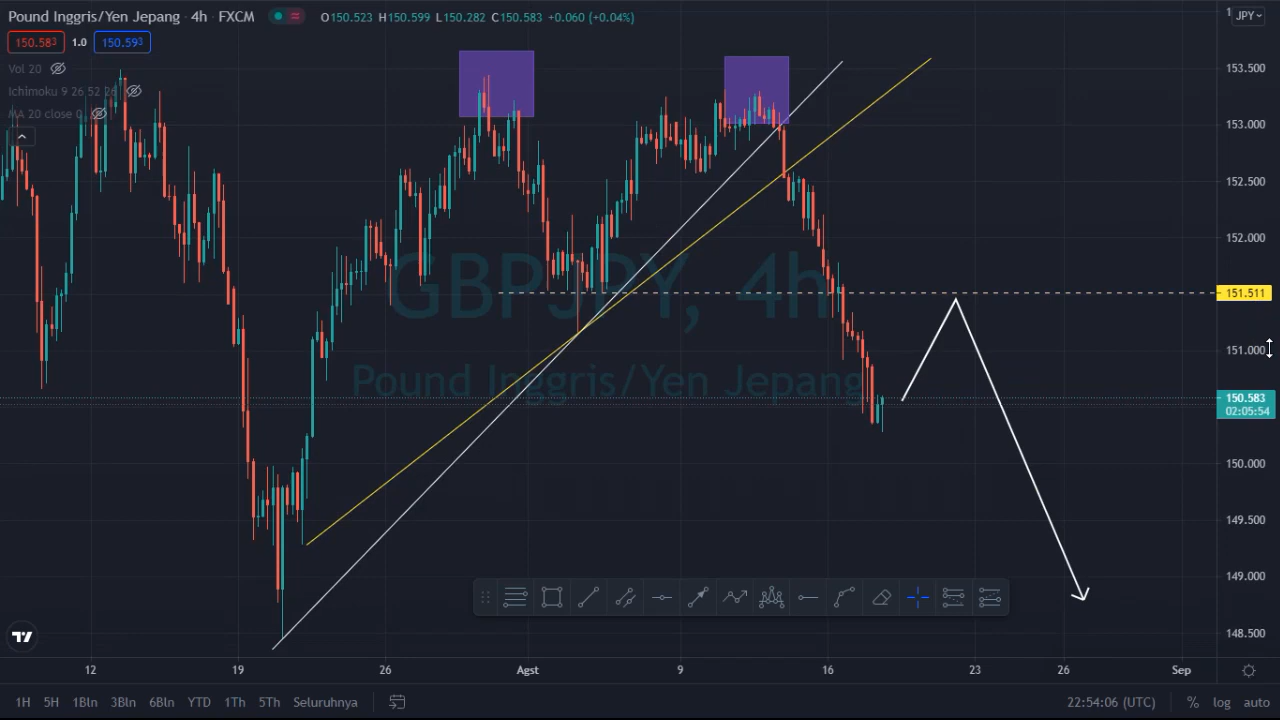 Pound Inggris/Yen Jepang · 4h · FXCM O150.523 H150.599 L150.282 C150.583 +0.060 (+0.04%)
150.583 1.0 150.593
Vol 20
Ichimoku 9 26 52 26
MA 20 close 0
JPY
153.500
153.000
152.500
152.000
151.511
151.000
150.583
02:05:54
150.000
149.500
149.000
148.500
GBPJPY, 4h
Pound Inggris/Yen Jepang
12 19 26 Agst 9 16 23 26 Sep
1H 5H 1Bln 3Bln 6Bln YTD 1Th 5Th Seluruhnya 22:54:06 (UTC) % log auto